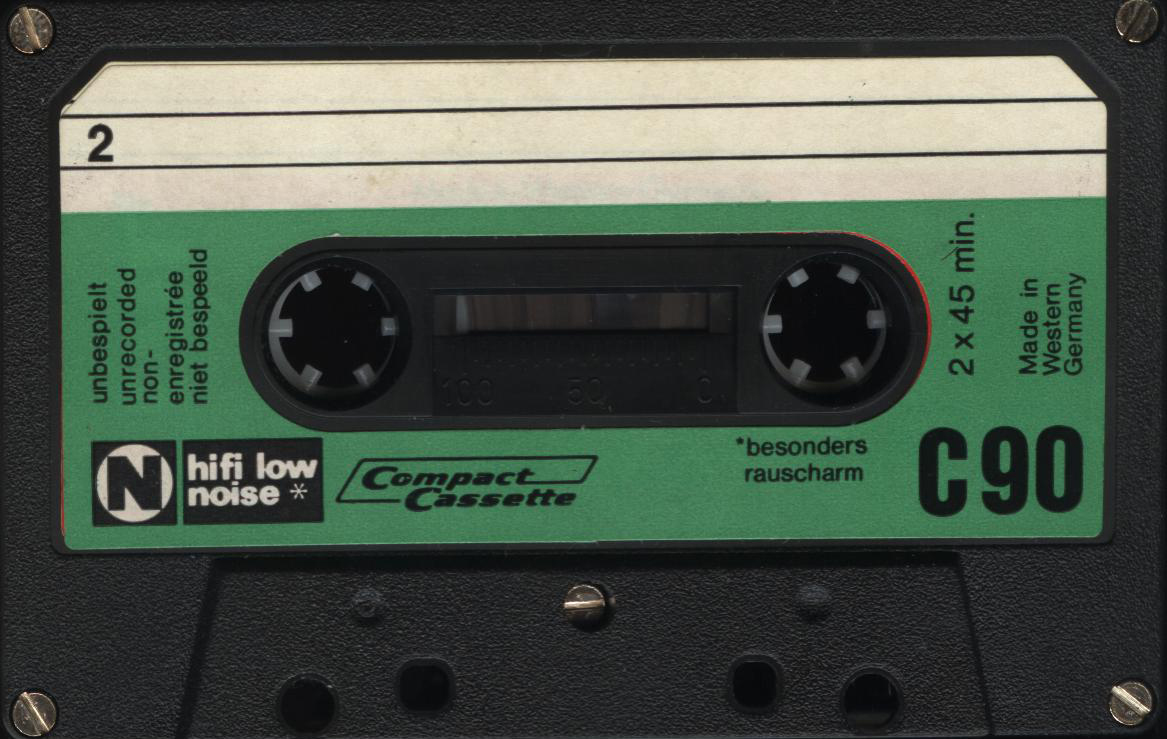 2
unbespielt
unrecorded
non-
enregistrée
niet bespeeld
100 50 0
2 x 45 min.
Made in
Western
Germany
N
hifi low
noise *
Compact
Cassette
*besonders
rauscharm
C90